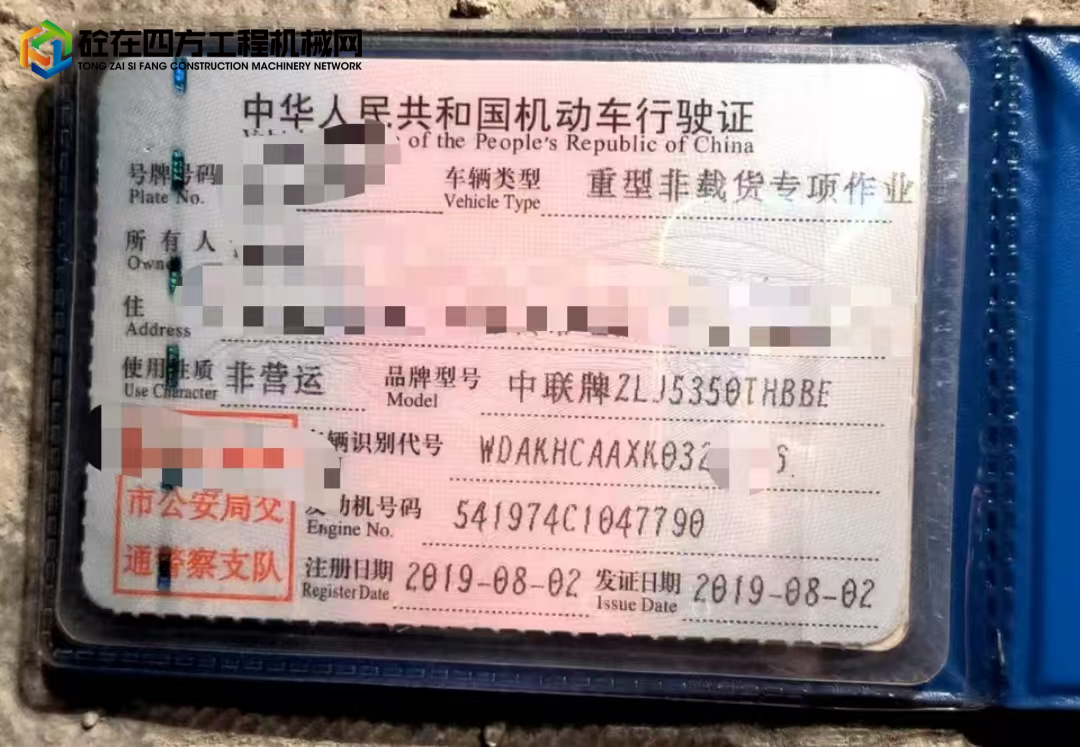 砼在四方工程机械网
TONG ZAI SI FANG CONSTRUCTION MACHINERY NETWORK
中华人民共和国机动车行驶证
of the People's Republic of China
号牌号码 车辆类型 重型非载货专项作业
Plate No. Vehicle Type
所有人
Owne
住
Address
使用性质 非营运 品牌型号 中联牌ZLJ5350THBBE
Use Character Model
辆识别代号 WDAKHCAAXK032 6
市公安局交 动机号码 541974C1047790
Engine No.
通警察支队 注册日期 2019-08-02 发证日期 2019-08-02
Register Date Issue Date